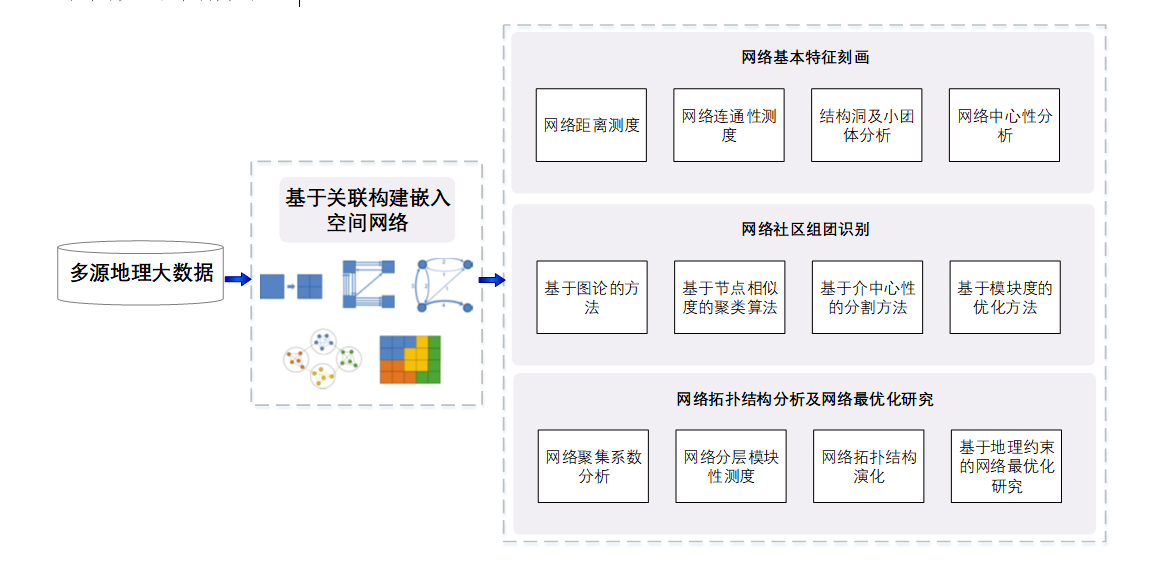 多源地理大数据
基于关联构建嵌入
空间网络
网络基本特征刻画
网络距离测度
网络连通性测
度
结构洞及小团
体分析
网络中心性分
析
网络社区组团识别
基于图论的方
法
基于节点相似
度的聚类算法
基于介中心性
的分割方法
基于模块度的
优化方法
网络拓扑结构分析及网络最优化研究
网络聚集系数
分析
网络分层模块
性测度
网络拓扑结构
演化
基于地理约束
的网络最优化
研究